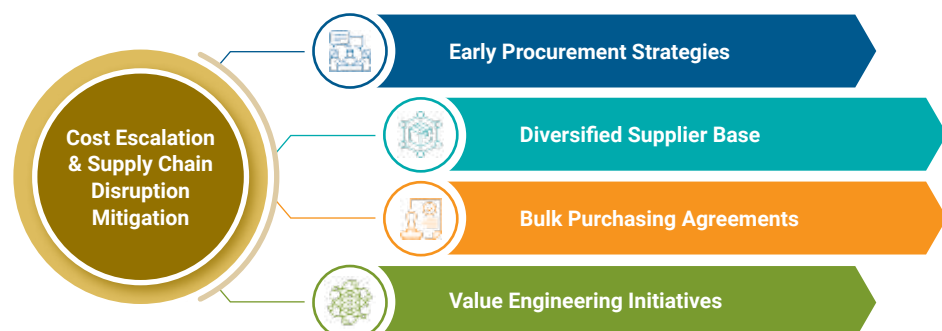 Cost Escalation
& Supply Chain
Disruption
Mitigation
Early Procurement Strategies
Diversified Supplier Base
Bulk Purchasing Agreements
Value Engineering Initiatives